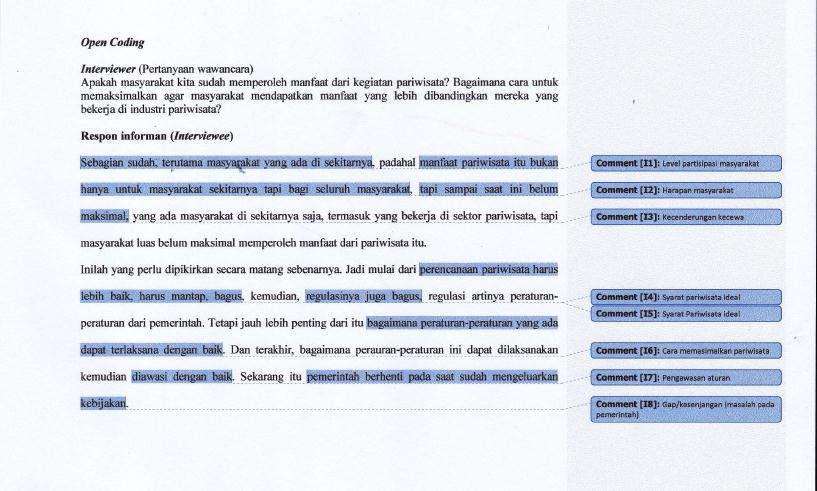 Open Coding
Interviewer (Pertanyaan wawancara)
Apakah masyarakat kita sudah memperoleh manfaat dari kegiatan pariwisata? Bagaimana cara untuk
memaksimalkan agar masyarakat mendapatkan manfaat yang lebih dibandingkan mereka yang
bekerja di industri pariwisata?
Respon informan (Interviewee)
Sebagian sudah, terutama masyarakat yang ada di sekitarnya, padahal manfaat pariwisata itu bukan
hanya untuk masyarakat sekitarnya tapi bagi seluruh masyarakat, tapi sampai saat ini belum
maksimal, yang ada masyarakat di sekitarnya saja, termasuk yang bekerja di sektor pariwisata, tapi
masyarakat luas belum maksimal memperoleh manfaat dari pariwisata itu.
Inilah yang perlu dipikirkan secara matang sebenarnya. Jadi mulai dari perencanaan pariwisata harus
lebih baik, harus mantap, bagus, kemudian, regulasinya juga bagus, regulasi artinya peraturan-
peraturan dari pemerintah. Tetapi jauh lebih penting dari itu bagaimana peraturan-peraturan yang ada
dapat terlaksana dengan baik. Dan terakhir, bagaimana perauran-peraturan ini dapat dilaksanakan
kemudian diawasi dengan baik. Sekarang itu pemerintah berhenti pada saat sudah mengeluarkan
kebijakan.
Comment [I1]: Level partisipasi masyarakat
Comment [I2]: Harapan masyarakat
Comment [I3]: Kecenderungan kecewa
Comment [I4]: Syarat pariwisata ideal
Comment [I5]: Syarat Pariwisata ideal
Comment [I6]: Cara memasimalkan pariwisata
Comment [I7]: Pengawasan aturan
Comment [I8]: Gap/kesenjangan (masalah pada
pemerintah)